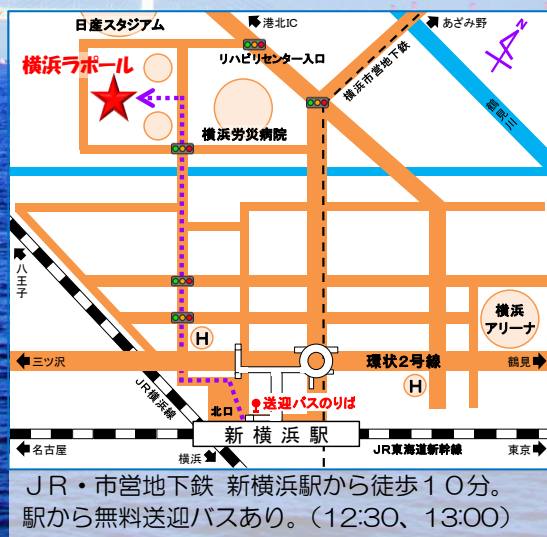 日産スタジアム
港北IC
あざみ野
N
横浜ラポール
リハビリセンター入口
横浜市営地下鉄
鶴見川
横浜労災病院
八王子
横浜
アリーナ
H
三ツ沢
環状2号線
鶴見
H
JR横浜線
北口
送迎バスのりば
新横浜駅
名古屋
横浜
JR東海道新幹線
東京
JR・市営地下鉄 新横浜駅から徒歩10分。
駅から無料送迎バスあり。(12:30、13:00)